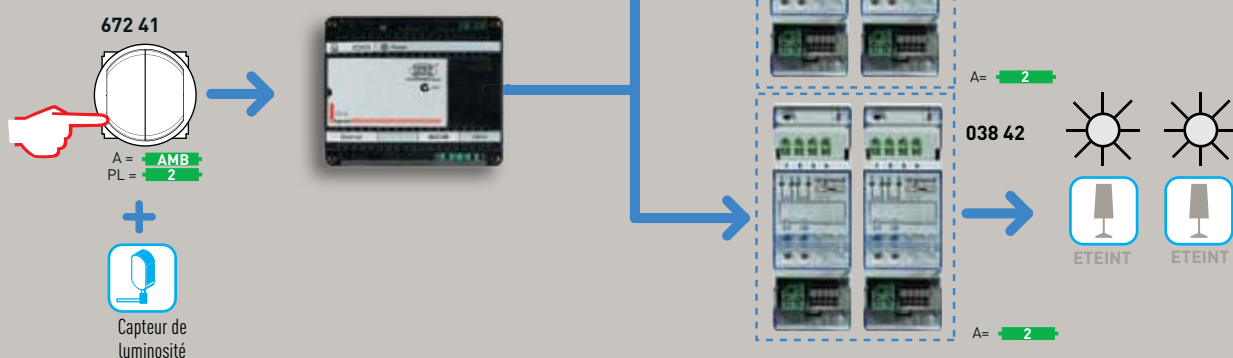 672 41
A = AMB
PL = 2
Capteur de
luminosité
A= 2
038 42
ETEINT
ETEINT
A= 2